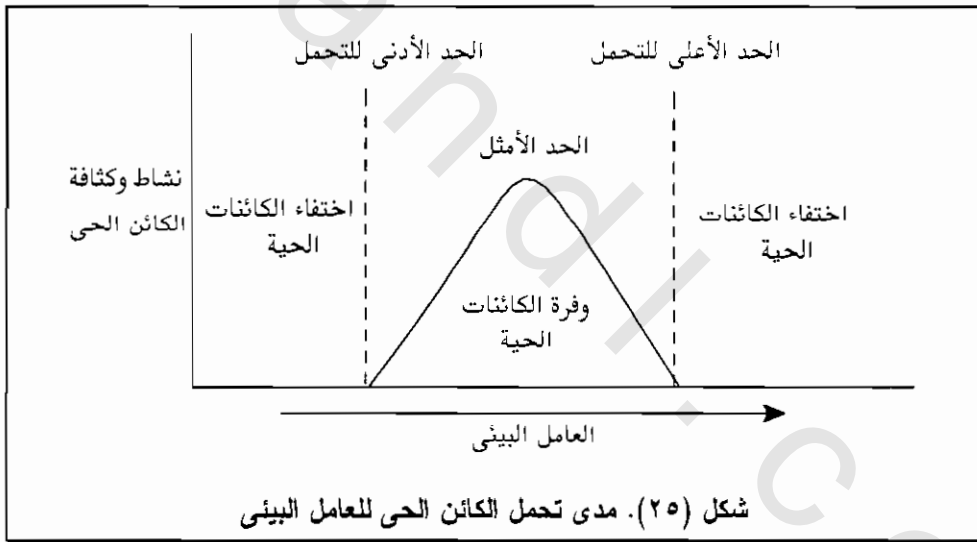 الحد الأدنى للتحمل
الحد الأعلى للتحمل
الحد الأمثل
نشاط وكثافة
الكائن الحى
اختفاء الكائنات
الحية
وفرة الكائنات
الحية
اختفاء الكائنات
الحية
العامل البيئى
شكل (٢٥). مدى تحمل الكائن الحى للعامل البيئى